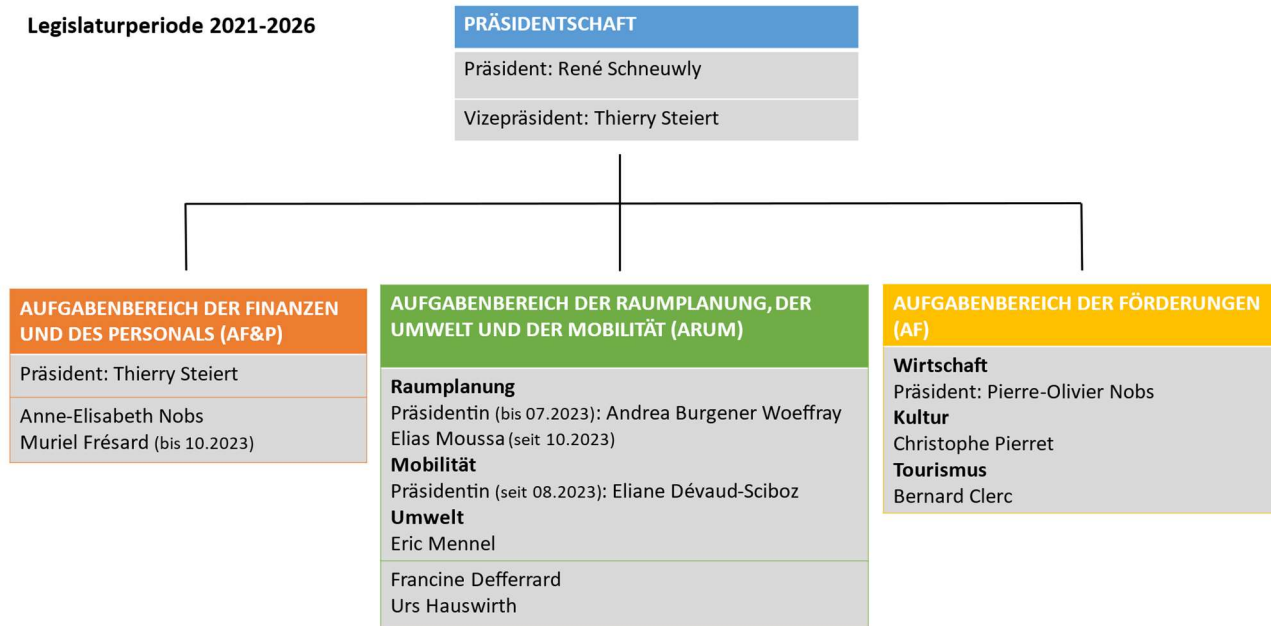 Legislaturperiode 2021-2026
PRÄSIDENTSCHAFT
Präsident: René Schneuwly
Vizepräsident: Thierry Steiert
AUFGABENBEREICH DER FINANZEN
UND DES PERSONALS (AF&P)
Präsident: Thierry Steiert
Anne-Elisabeth Nobs
Muriel Frésard (bis 10.2023)
AUFGABENBEREICH DER RAUMPLANUNG, DER
UMWELT UND DER MOBILITÄT (ARUM)
Raumplanung
Präsidentin (bis 07.2023): Andrea Burgener Woeffray
Elias Moussa (seit 10.2023)
Mobilität
Präsidentin (seit 08.2023): Eliane Dévaud-Sciboz
Umwelt
Eric Mennel
Francine Defferrard
Urs Hauswirth
AUFGABENBEREICH DER FÖRDERUNGEN
(AF)
Wirtschaft
Präsident: Pierre-Olivier Nobs
Kultur
Christophe Pierret
Tourismus
Bernard Clerc